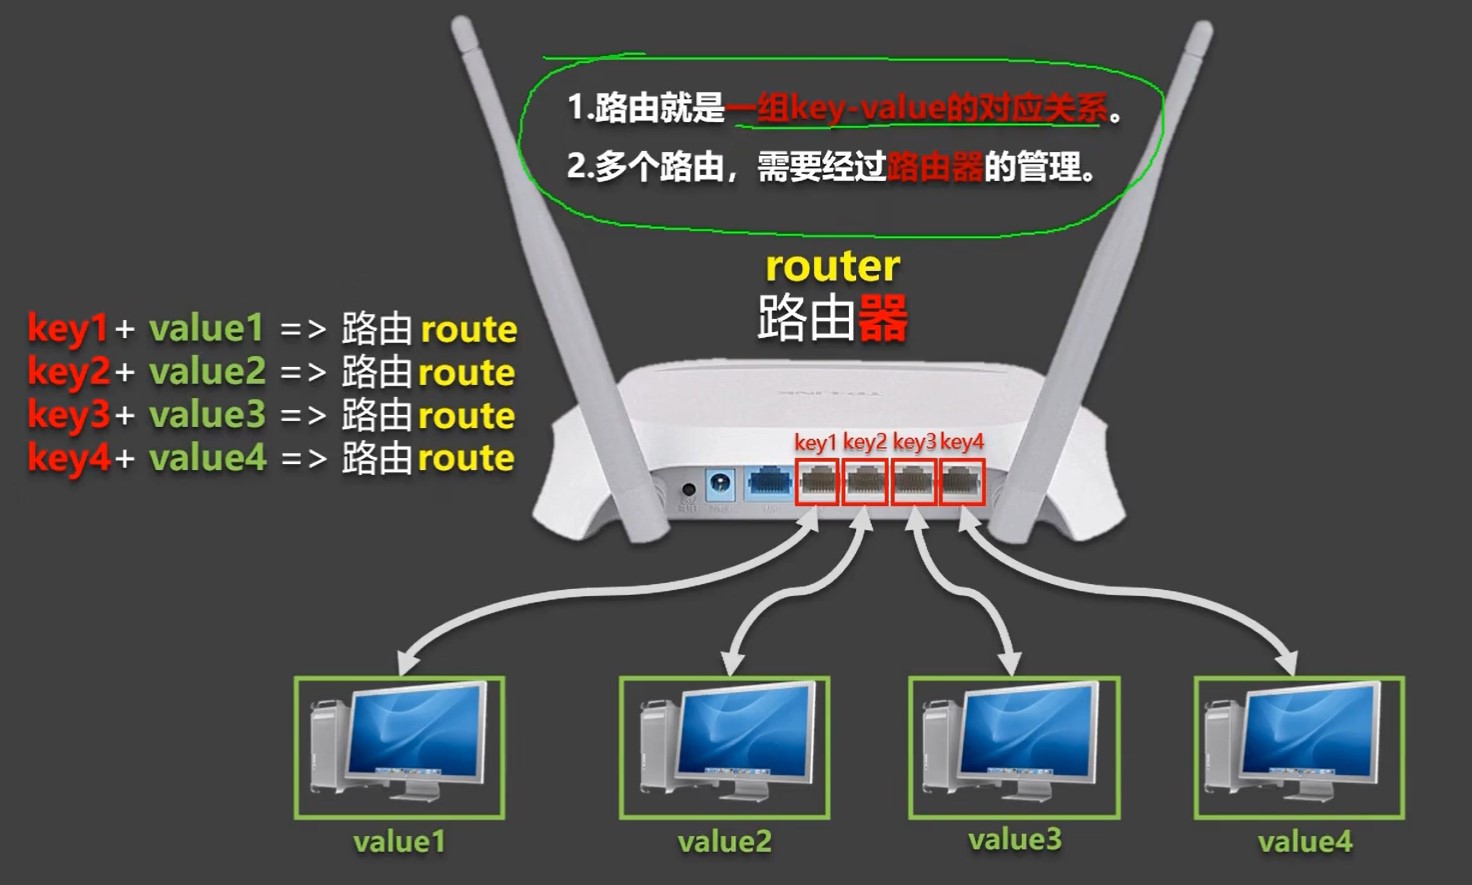 1.路由就是一组key-value的对应关系。
2.多个路由，需要经过路由器的管理。
router
路由器
key1+ value1 => 路由 route
key2+ value2 => 路由 route
key3+ value3 => 路由 route
key4+ value4 => 路由 route
TP-LINK
key1 key2 key3 key4
value1 value2 value3 value4